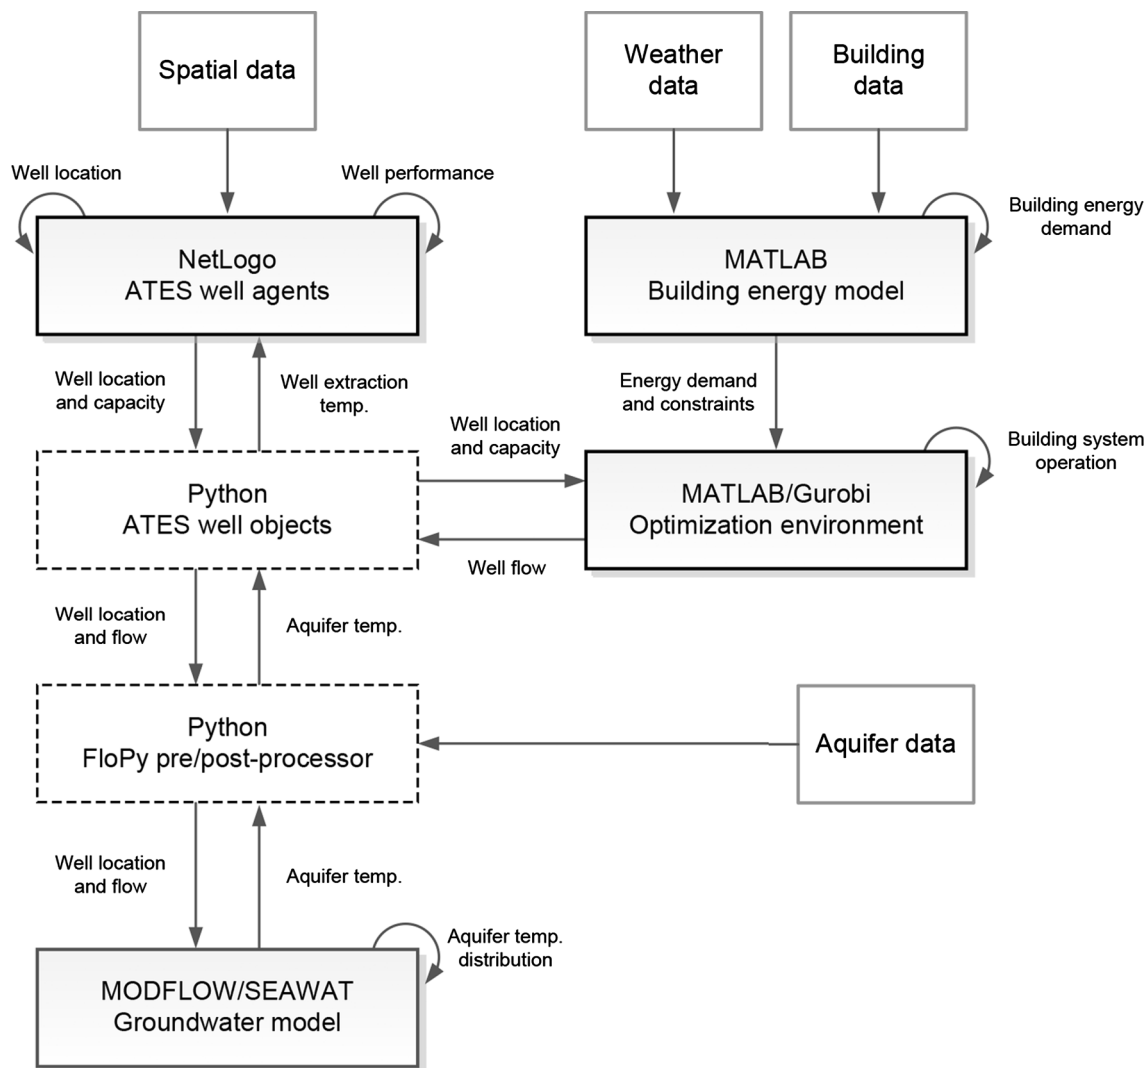 Spatial data
Weather
data
Building
data
Well location
Well performance
Building energy
demand
NetLogo
ATES well agents
MATLAB
Building energy model
Well location
and capacity
Well extraction
temp.
Energy demand
and constraints
Well location
and capacity
Building system
operation
Python
ATES well objects
MATLAB/Gurobi
Optimization environment
Well flow
Well location
and flow
Aquifer temp.
Python
FloPy pre/post-processor
Aquifer data
Well location
and flow
Aquifer temp.
Aquifer temp.
distribution
MODFLOW/SEAWAT
Groundwater model